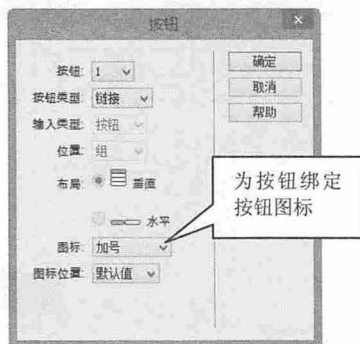 按钮
按钮: 1
确定
取消
帮助
按钮类型: 链接
输入类型: 按钮
位置: 组
布局: 垂直
水平
图标: 加号
图标位置: 默认值
为按钮绑定
按钮图标